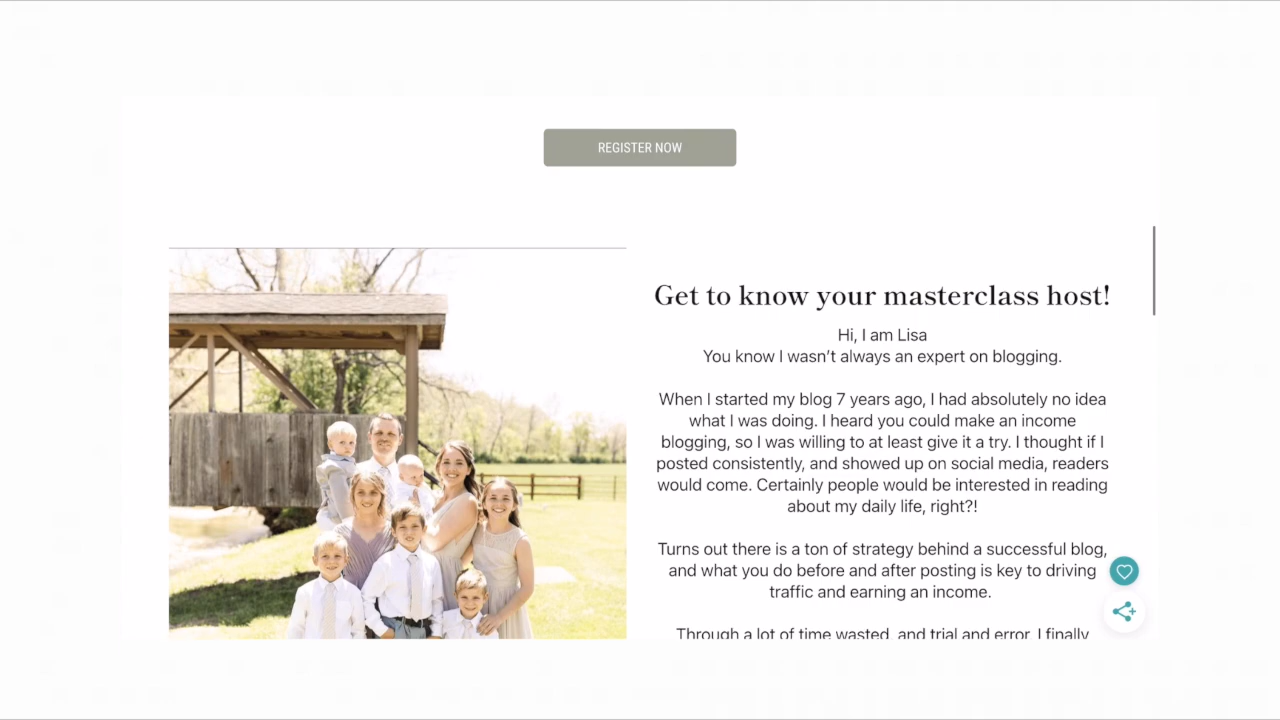 REGISTER NOW
Get to know your masterclass host!
Hi, I am Lisa
You know I wasn’t always an expert on blogging.
When I started my blog 7 years ago, I had absolutely no idea
what I was doing. I heard you could make an income
blogging, so I was willing to at least give it a try. I thought if I
posted consistently, and showed up on social media, readers
would come. Certainly people would be interested in reading
about my daily life, right?!
Turns out there is a ton of strategy behind a successful blog,
and what you do before and after posting is key to driving
traffic and earning an income.
Through a lot of time wasted, and trial and error, I finally